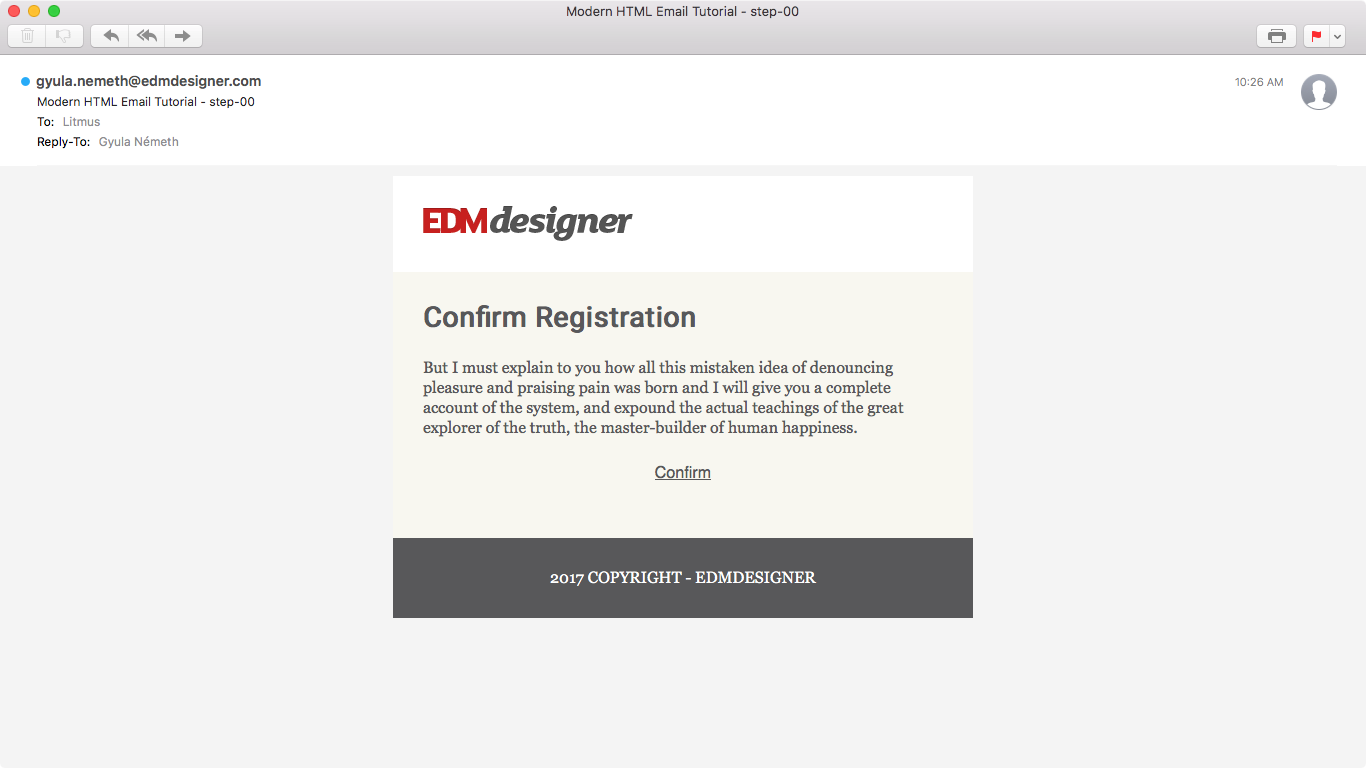 Modern HTML Email Tutorial - step-00
gyula.nemeth@edmdesigner.com
10:26 AM
Modern HTML Email Tutorial - step-00
To: Litmus
Reply-To: Gyula Németh
EDMdesigner
Confirm Registration
But I must explain to you how all this mistaken idea of denouncing
pleasure and praising pain was born and I will give you a complete
account of the system, and expound the actual teachings of the great
explorer of the truth, the master-builder of human happiness.
Confirm
2017 COPYRIGHT - EDMDESIGNER